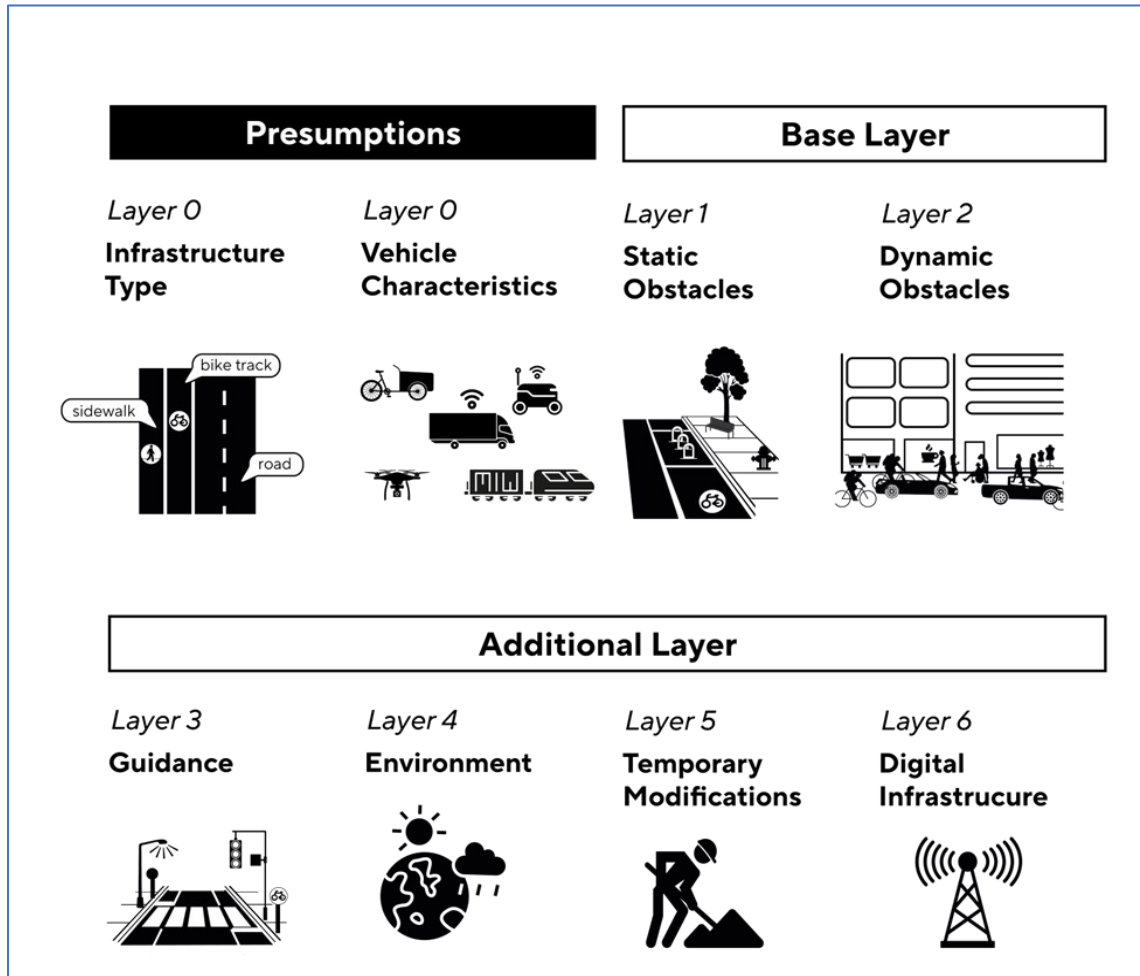 Presumptions
Base Layer
Layer 0
Infrastructure
Type
Layer 0
Vehicle
Characteristics
Layer 1
Static
Obstacles
Layer 2
Dynamic
Obstacles
bike track
sidewalk
road
Additional Layer
Layer 3
Guidance
Layer 4
Environment
Layer 5
Temporary
Modifications
Layer 6
Digital
Infrastrucure